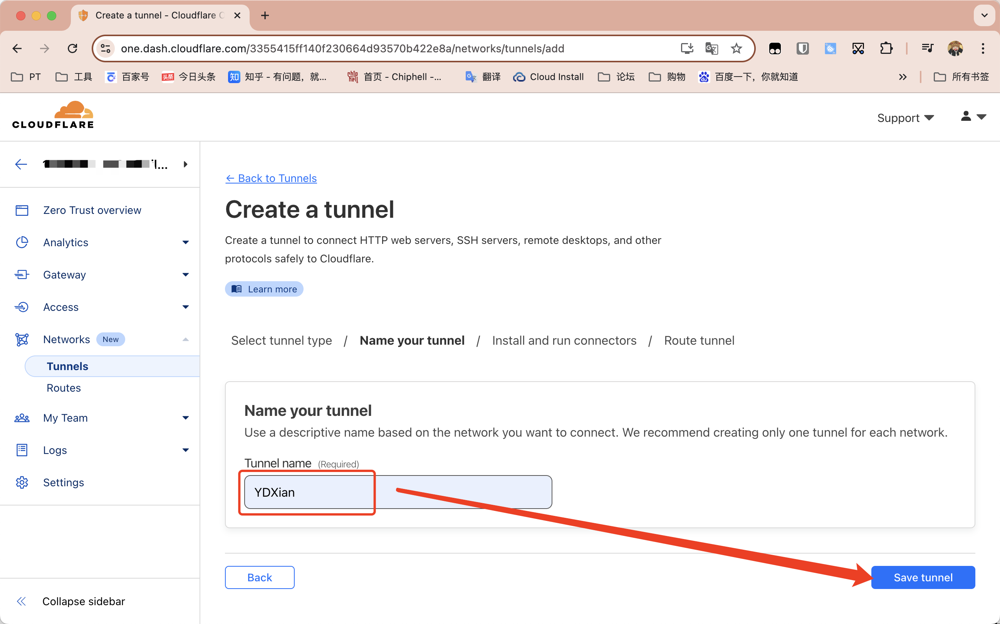 Create a tunnel - Cloudflare
one.dash.cloudflare.com/3355415ff140f230664d93570b422e8a/networks/tunnels/add
PT 工具 百家号 头条 今日头条 知 知乎 - 有问题，就... 首页 - Chiphell -... 翻译 Cloud Install 论坛 购物 du 百度一下，你就知道 » 所有书签
CLOUDFLARE
Support
← Back to Tunnels
Create a tunnel
Create a tunnel to connect HTTP web servers, SSH servers, remote desktops, and other
protocols safely to Cloudflare.
Learn more
Select tunnel type / Name your tunnel / Install and run connectors / Route tunnel
Name your tunnel
Use a descriptive name based on the network you want to connect. We recommend creating only one tunnel for each network.
Tunnel name (Required)
YDXian
Back
Save tunnel
Zero Trust overview
Analytics
Gateway
Access
Networks New
Tunnels
Routes
My Team
Logs
Settings
Collapse sidebar